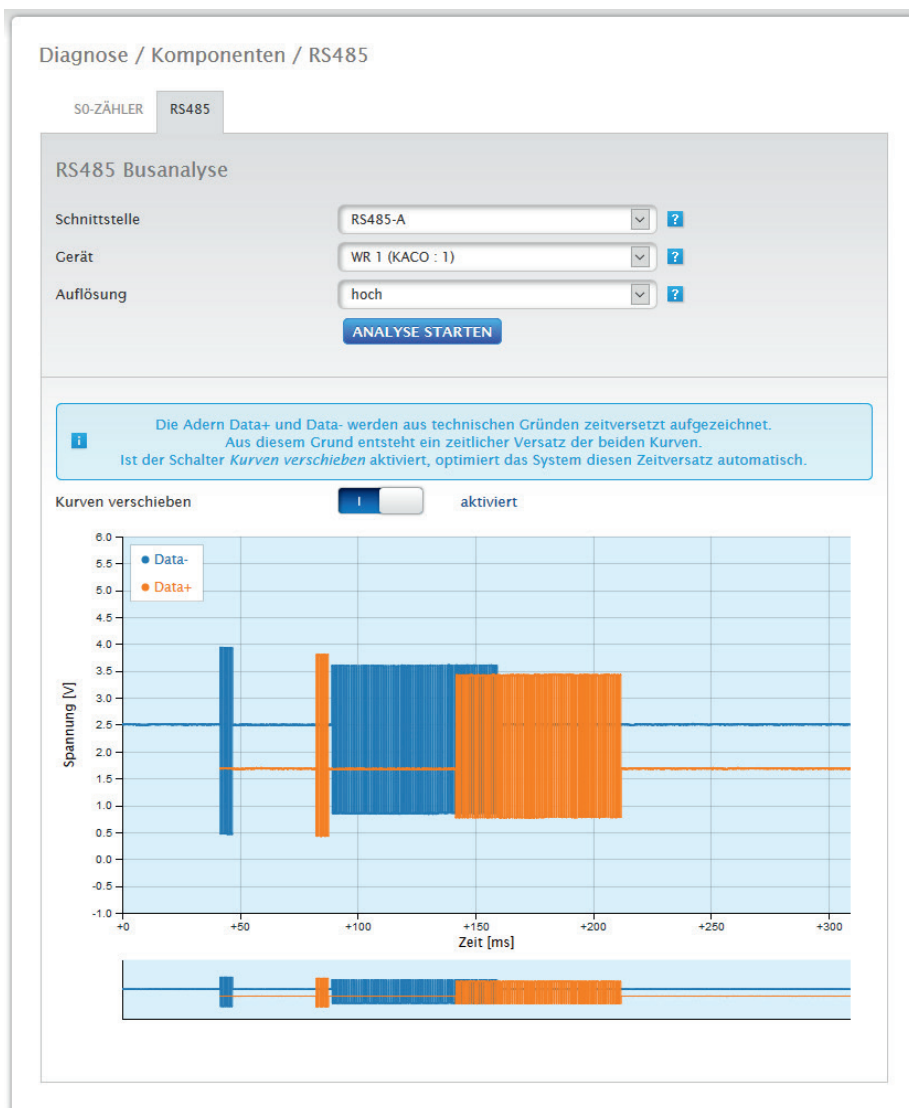 Diagnose / Komponenten / RS485
S0-ZÄHLER RS485
RS485 Busanalyse
Schnittstelle RS485-A ?
Gerät WR 1 (KACO : 1) ?
Auflösung hoch ?
ANALYSE STARTEN
Die Adern Data+ und Data- werden aus technischen Gründen zeitversetzt aufgezeichnet.
i Aus diesem Grund entsteht ein zeitlicher Versatz der beiden Kurven.
Ist der Schalter Kurven verschieben aktiviert, optimiert das System diesen Zeitversatz automatisch.
Kurven verschieben I aktiviert
6.0
5.5
5.0
4.5
4.0
3.5
3.0
2.5
2.0
1.5
1.0
0.5
0.0
-0.5
-1.0
Spannung [V]
Data-
Data+
+0 +50 +100 +150 +200 +250 +300
Zeit [ms]